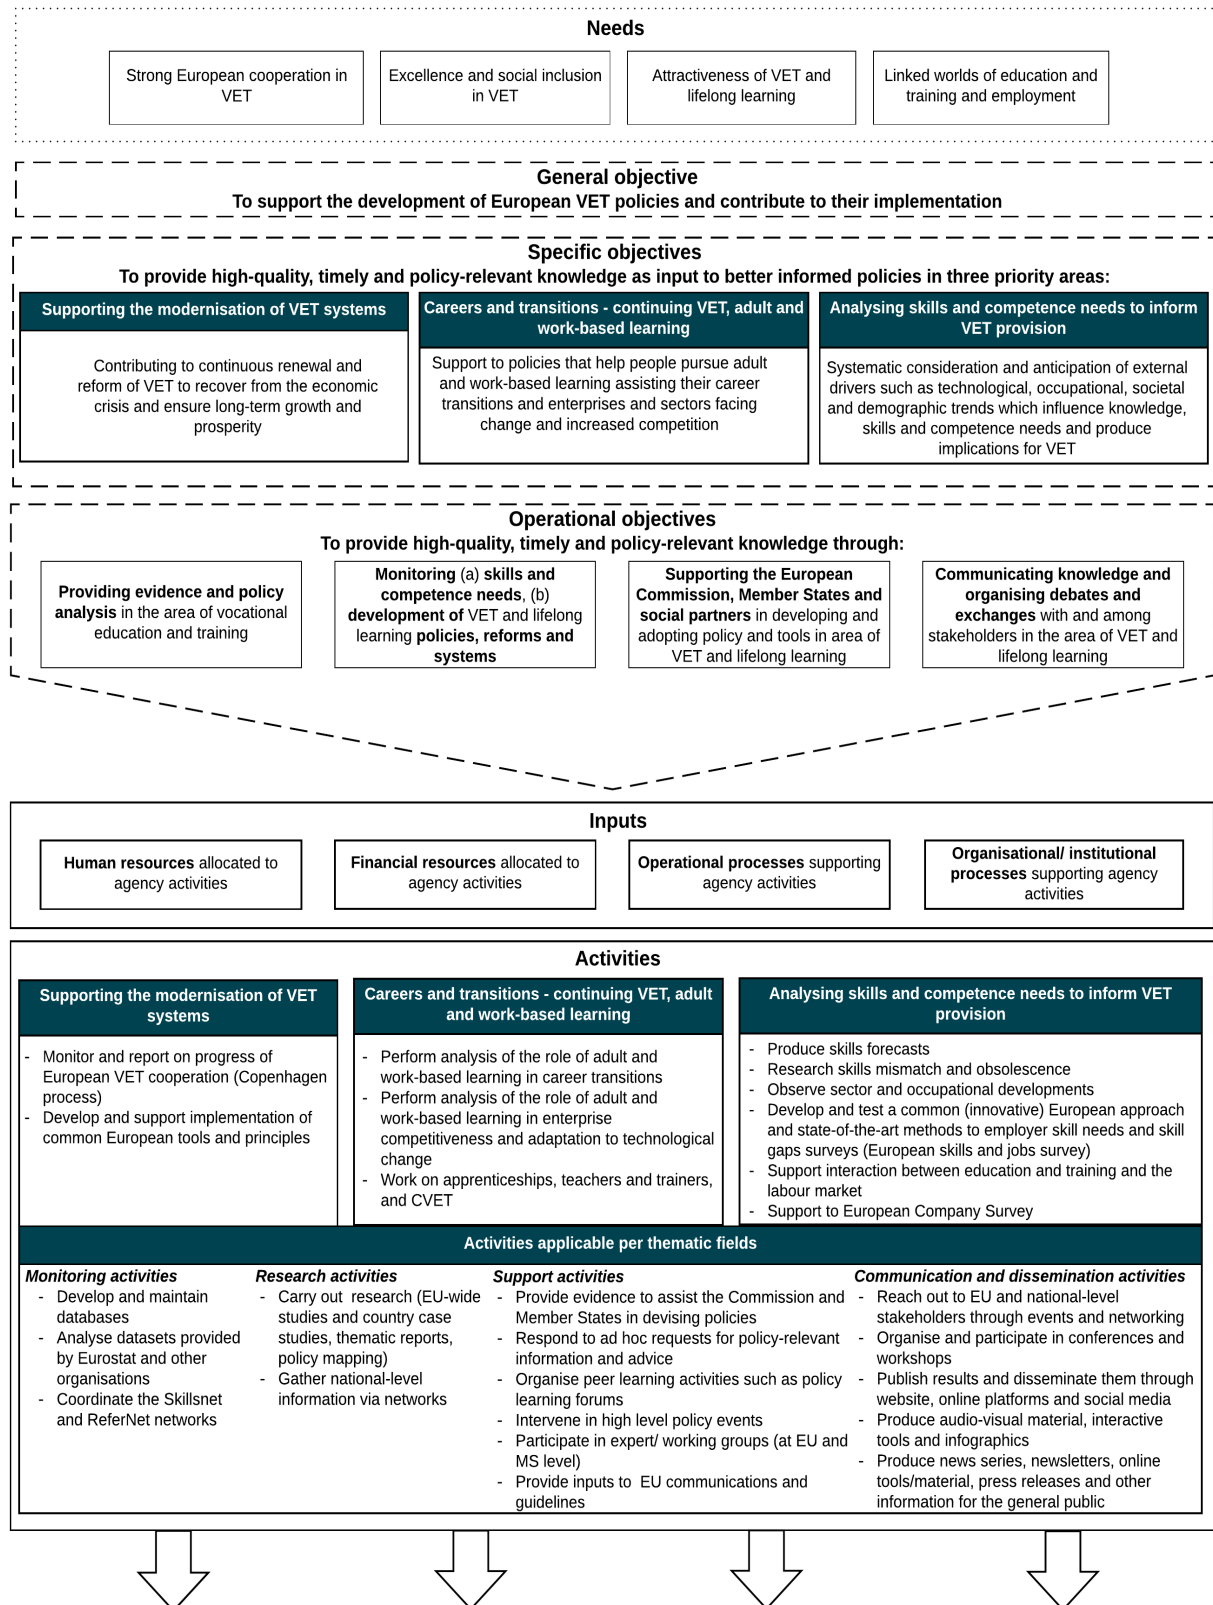 Needs
Strong European cooperation in
VET
Excellence and social inclusion
in VET
Attractiveness of VET and
lifelong learning
Linked worlds of education and
training and employment
General objective
To support the development of European VET policies and contribute to their implementation
Specific objectives
To provide high-quality, timely and policy-relevant knowledge as input to better informed policies in three priority areas:
Supporting the modernisation of VET systems
Contributing to continuous renewal and
reform of VET to recover from the economic
crisis and ensure long-term growth and
prosperity
Careers and transitions - continuing VET, adult and
work-based learning
Support to policies that help people pursue adult
and work-based learning assisting their career
transitions and enterprises and sectors facing
change and increased competition
Analysing skills and competence needs to inform
VET provision
Systematic consideration and anticipation of external
drivers such as technological, occupational, societal
and demographic trends which influence knowledge,
skills and competence needs and produce
implications for VET
Operational objectives
To provide high-quality, timely and policy-relevant knowledge through:
Providing evidence and policy
analysis in the area of vocational
education and training
Monitoring (a) skills and
competence needs, (b)
development of VET and lifelong
learning policies, reforms and
systems
Supporting the European
Commission, Member States and
social partners in developing and
adopting policy and tools in area of
VET and lifelong learning
Communicating knowledge and
organising debates and
exchanges with and among
stakeholders in the area of VET and
lifelong learning
Inputs
Human resources allocated to
agency activities
Financial resources allocated to
agency activities
Operational processes supporting
agency activities
Organisational/ institutional
processes supporting agency
activities
Activities
Supporting the modernisation of VET
systems
- Monitor and report on progress of
European VET cooperation (Copenhagen
process)
- Develop and support implementation of
common European tools and principles
Careers and transitions - continuing VET, adult
and work-based learning
- Perform analysis of the role of adult and
work-based learning in career transitions
- Perform analysis of the role of adult and
work-based learning in enterprise
competitiveness and adaptation to technological
change
- Work on apprenticeships, teachers and trainers,
and CVET
Analysing skills and competence needs to inform VET
provision
- Produce skills forecasts
- Research skills mismatch and obsolescence
- Observe sector and occupational developments
- Develop and test a common (innovative) European approach
and state-of-the-art methods to employer skill needs and skill
gaps surveys (European skills and jobs survey)
- Support interaction between education and training and the
labour market
- Support to European Company Survey
Activities applicable per thematic fields
Monitoring activities
- Develop and maintain
databases
- Analyse datasets provided
by Eurostat and other
organisations
- Coordinate the Skillsnet
and ReferNet networks
Research activities
- Carry out research (EU-wide
studies and country case
studies, thematic reports,
policy mapping)
- Gather national-level
information via networks
Support activities
- Provide evidence to assist the Commission and
Member States in devising policies
- Respond to ad hoc requests for policy-relevant
information and advice
- Organise peer learning activities such as policy
learning forums
- Intervene in high level policy events
- Participate in expert/ working groups (at EU and
MS level)
- Provide inputs to EU communications and
guidelines
Communication and dissemination activities
- Reach out to EU and national-level
stakeholders through events and networking
- Organise and participate in conferences and
workshops
- Publish results and disseminate them through
website, online platforms and social media
- Produce audio-visual material, interactive
tools and infographics
- Produce news series, newsletters, online
tools/material, press releases and other
information for the general public